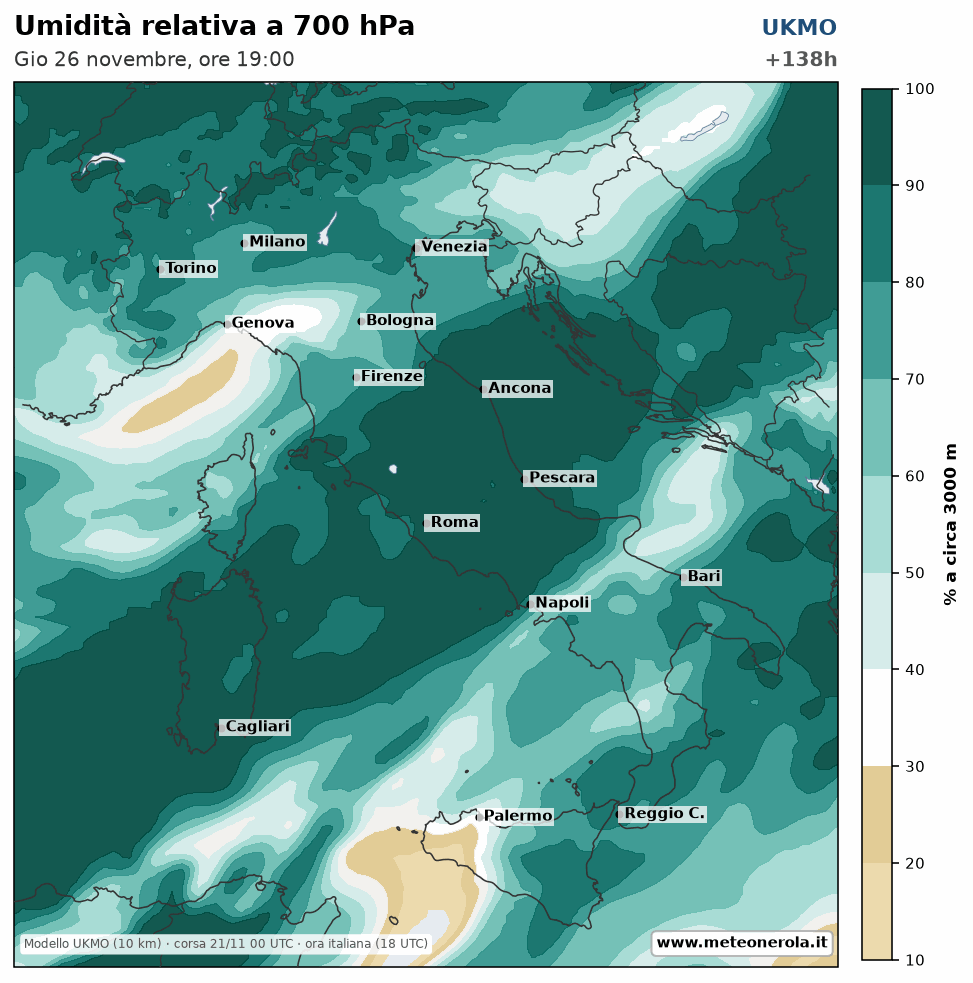 Umidità relativa a 700 hPa
UKMO
Gio 26 novembre, ore 19:00
+138h
Milano
Venezia
Torino
Genova
Bologna
Firenze
Ancona
Pescara
Roma
Bari
Napoli
Cagliari
Palermo
Reggio C.
100
90
80
70
60
50
40
30
20
10
% a circa 3000 m
Modello UKMO (10 km) · corsa 21/11 00 UTC · ora italiana (18 UTC)
www.meteonerola.it